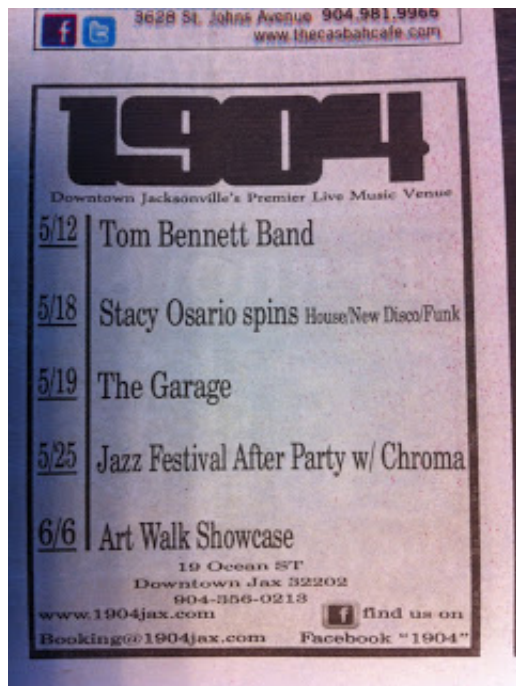 3628 St. Johns Avenue 904.981.9966
www.thecasbahcafe.com
1904
Downtown Jacksonville's Premier Live Music Venue
5/12 Tom Bennett Band
5/18 Stacy Osario spins House/New Disco/Funk
5/19 The Garage
5/25 Jazz Festival After Party w/ Chroma
6/6 Art Walk Showcase
19 Ocean ST
Downtown Jax 32202
904-356-0213
www.1904jax.com f find us on
Booking@1904jax.com Facebook "1904"